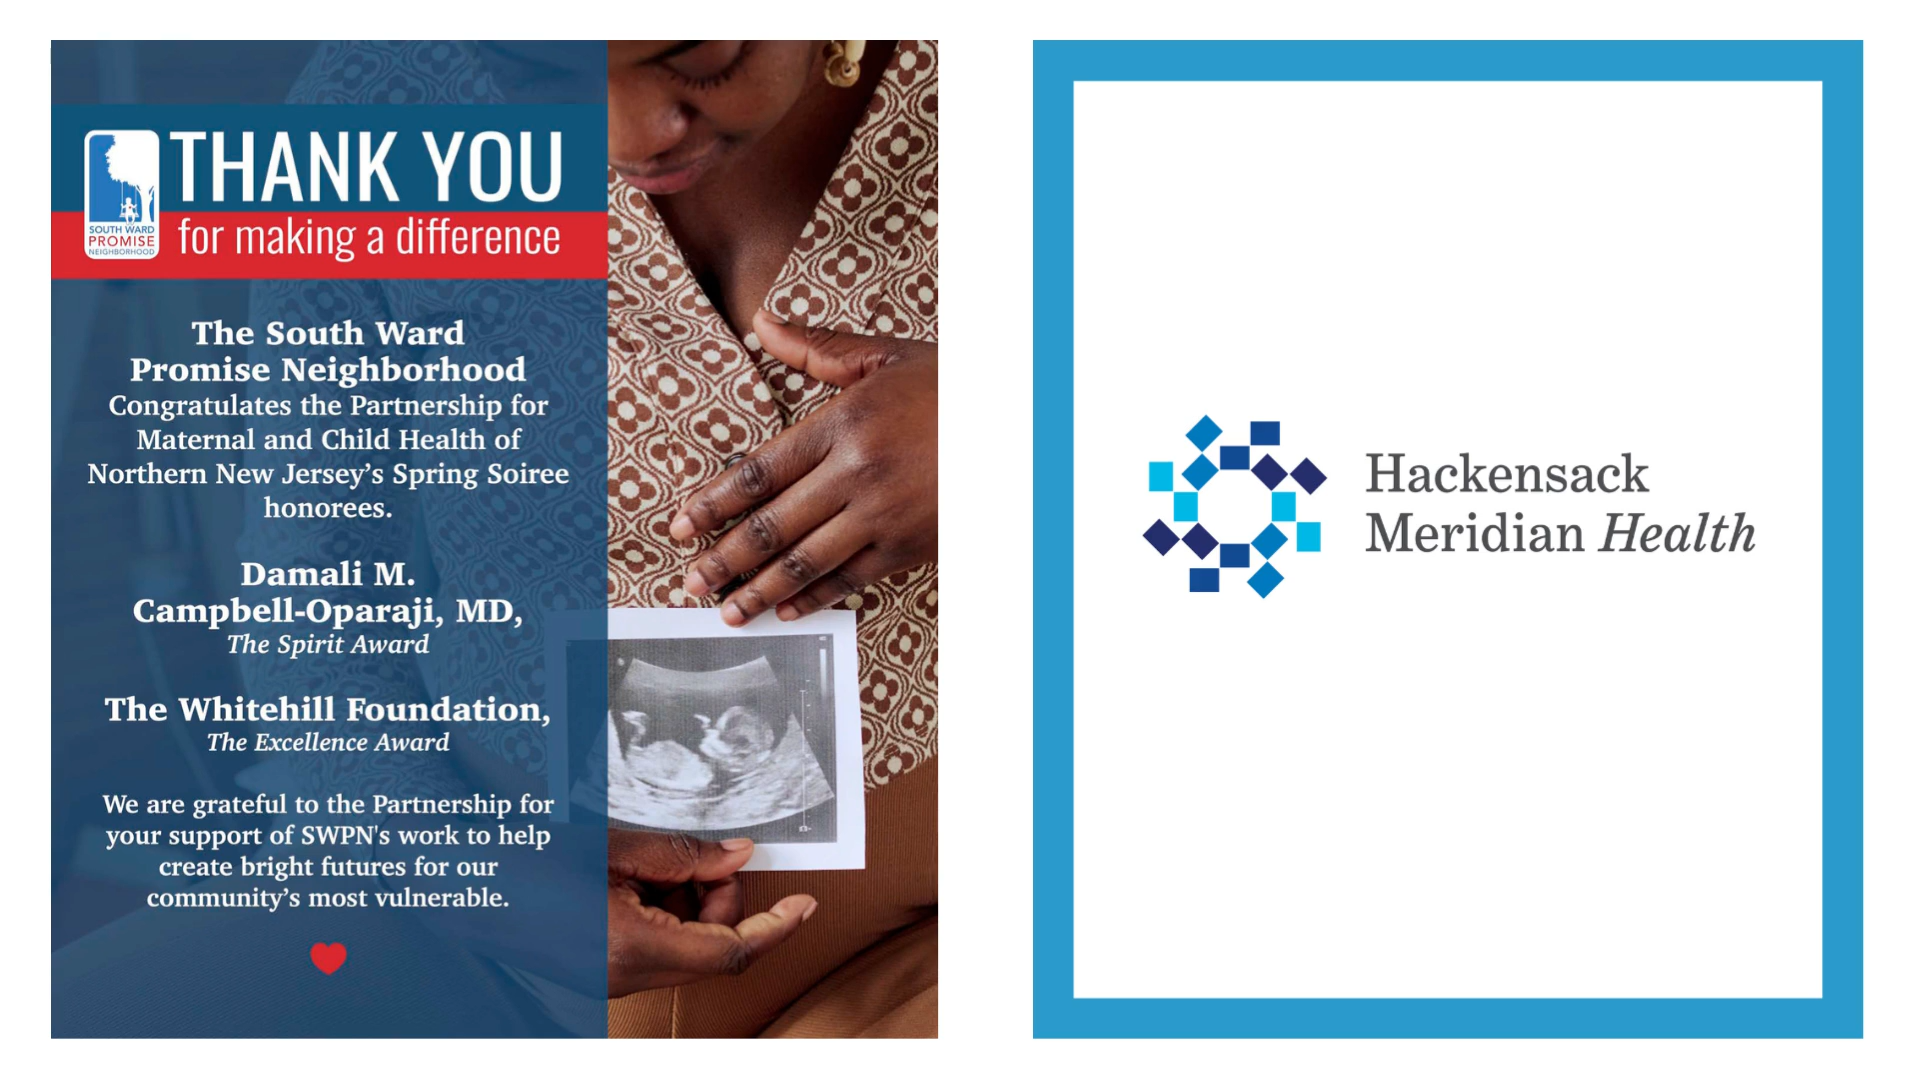 SOUTH WARD
PROMISE
NEIGHBORHOOD
THANK YOU
for making a difference
The South Ward
Promise Neighborhood
Congratulates the Partnership for
Maternal and Child Health of
Northern New Jersey’s Spring Soiree
honorees.
Damali M.
Campbell-Oparaji, MD,
The Spirit Award
The Whitehill Foundation,
The Excellence Award
We are grateful to the Partnership for
your support of SWPN's work to help
create bright futures for our
community’s most vulnerable.
Hackensack
Meridian Health